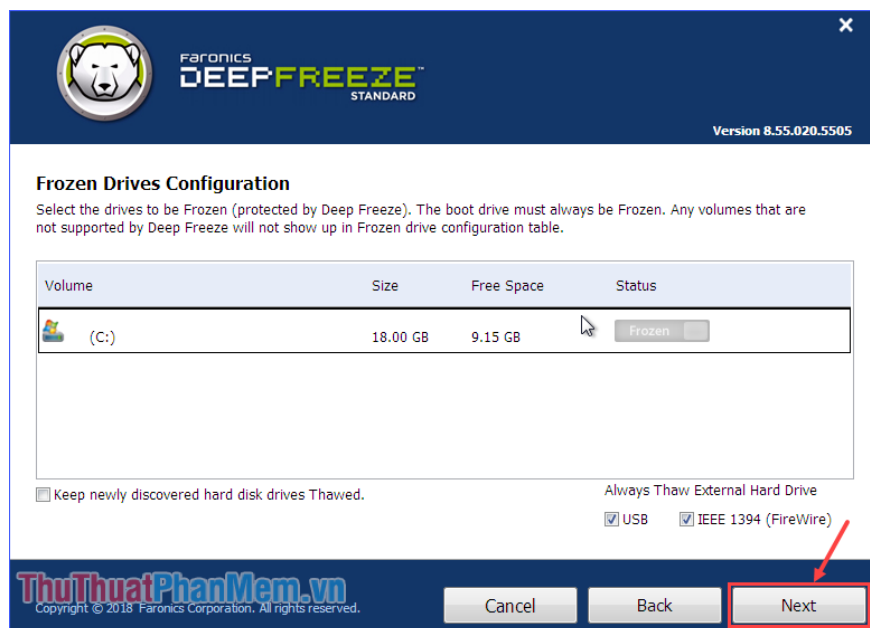 Faronics
DEEPFREEZE™
STANDARD
Version 8.55.020.5505
Frozen Drives Configuration
Select the drives to be Frozen (protected by Deep Freeze). The boot drive must always be Frozen. Any volumes that are
not supported by Deep Freeze will not show up in Frozen drive configuration table.
Volume Size Free Space Status
(C:) 18.00 GB 9.15 GB Frozen
Keep newly discovered hard disk drives Thawed.
Always Thaw External Hard Drive
USB IEEE 1394 (FireWire)
ThuThuatPhanMem.vn
Copyright © 2018 Faronics Corporation. All rights reserved.
Cancel Back Next